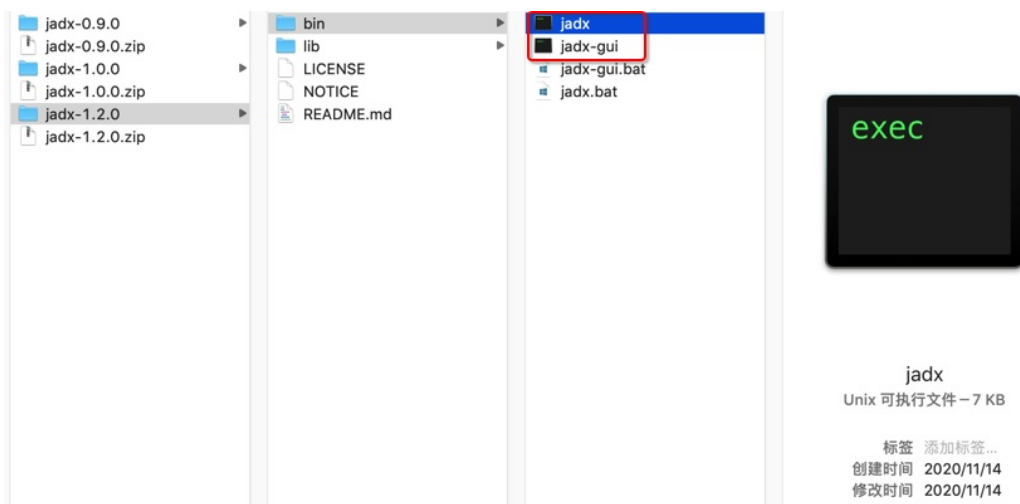 jadx-0.9.0
jadx-0.9.0.zip
jadx-1.0.0
jadx-1.0.0.zip
jadx-1.2.0
jadx-1.2.0.zip
bin
lib
LICENSE
NOTICE
README.md
jadx
jadx-gui
jadx-gui.bat
jadx.bat
exec
jadx
Unix 可执行文件－7 KB
标签 添加标签...
创建时间 2020/11/14
修改时间 2020/11/14